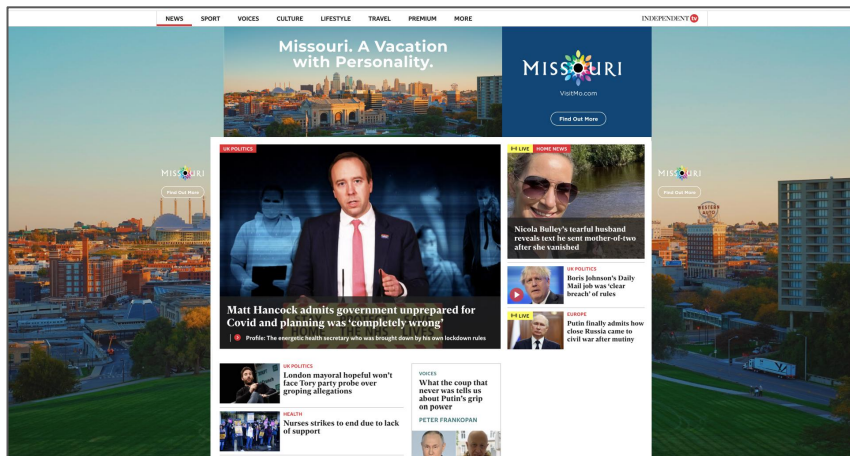 NEWS SPORT VOICES CULTURE LIFESTYLE TRAVEL PREMIUM MORE INDEPENDENT tv
Missouri. A Vacation
with Personality.
MISSOURI
VisitMo.com
Find Out More
MISSOURI
Find Out More
MISSOURI
Find Out More
WESTERN
AUTO
UK POLITICS
Matt Hancock admits government unprepared for
Covid and planning was ‘completely wrong’
Profile: The energetic health secretary who was brought down by his own lockdown rules
LIVE HOME NEWS
Nicola Bulley’s tearful husband
reveals text he sent mother-of-two
after she vanished
UK POLITICS
Boris Johnson’s Daily
Mail job was ‘clear
breach’ of rules
LIVE
EUROPE
Putin finally admits how
close Russia came to
civil war after mutiny
UK POLITICS
London mayoral hopeful won’t
face Tory party probe over
groping allegations
HEALTH
Nurses strikes to end due to lack
of support
VOICES
What the coup that
never was tells us
about Putin’s grip
on power
PETER FRANKOPAN